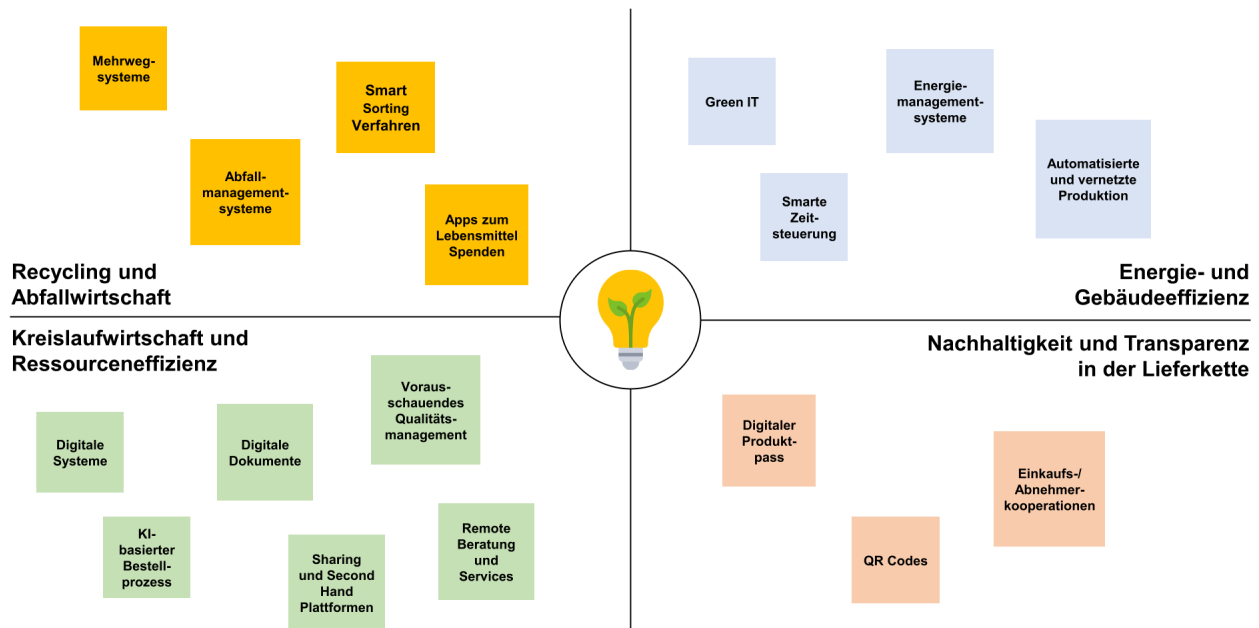 Mehrweg-
systeme
Smart
Sorting
Verfahren
Abfall-
management-
systeme
Apps zum
Lebensmittel
Spenden
Recycling und
Abfallwirtschaft
Green IT
Energie-
management-
systeme
Automatisierte
und vernetzte
Produktion
Smarte
Zeit-
steuerung
Energie- und
Gebäudeeffizienz
Kreislaufwirtschaft und
Ressourceneffizienz
Voraus-
schauendes
Qualitäts-
management
Digitale
Systeme
Digitale
Dokumente
KI-
basierter
Bestell-
prozess
Sharing
und Second
Hand
Plattformen
Remote
Beratung
und
Services
Nachhaltigkeit und Transparenz
in der Lieferkette
Digitaler
Produkt-
pass
Einkaufs-/
Abnehmer-
kooperationen
QR Codes